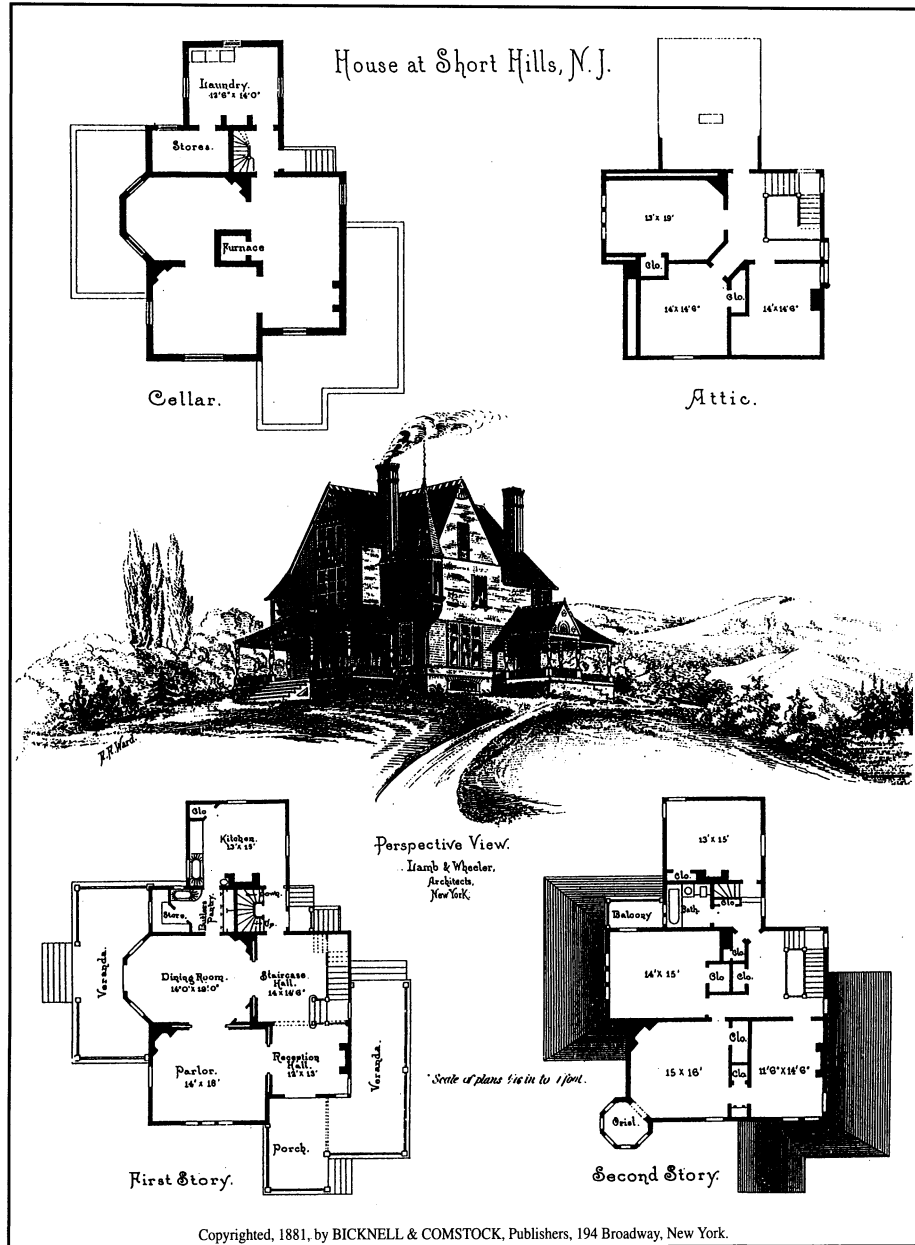 House at Short Hills, N.J.
Laundry.
12'6" x 14'0"
Stores.
Furnace
Cellar.
13' x 19'
Clo.
14' x 14'6"
Clo.
14' x 14'6"
Attic.
Perspective View.
Lamb & Wheeler,
Architects,
New York.
Clo
Kitchen.
13' x 15'
Store.
Butlers
Pantry.
Down.
Up.
Veranda.
Dining Room.
14'0" x 19'0"
Staircase
Hall.
14 x 14'6"
Parlor.
14' x 18'
Reception
Hall.
12' x 13'
Veranda.
Porch.
First Story.
Scale of plans 1/16 in to 1 foot.
13' x 15'
Clo.
Bath.
Clo.
Balcony
14' x 15'
Clo.
Clo
Clo.
Clo.
Clo
15 x 16'
11'6" x 14'6"
Oriel.
Second Story.
Copyrighted, 1881, by BICKNELL & COMSTOCK, Publishers, 194 Broadway, New York.